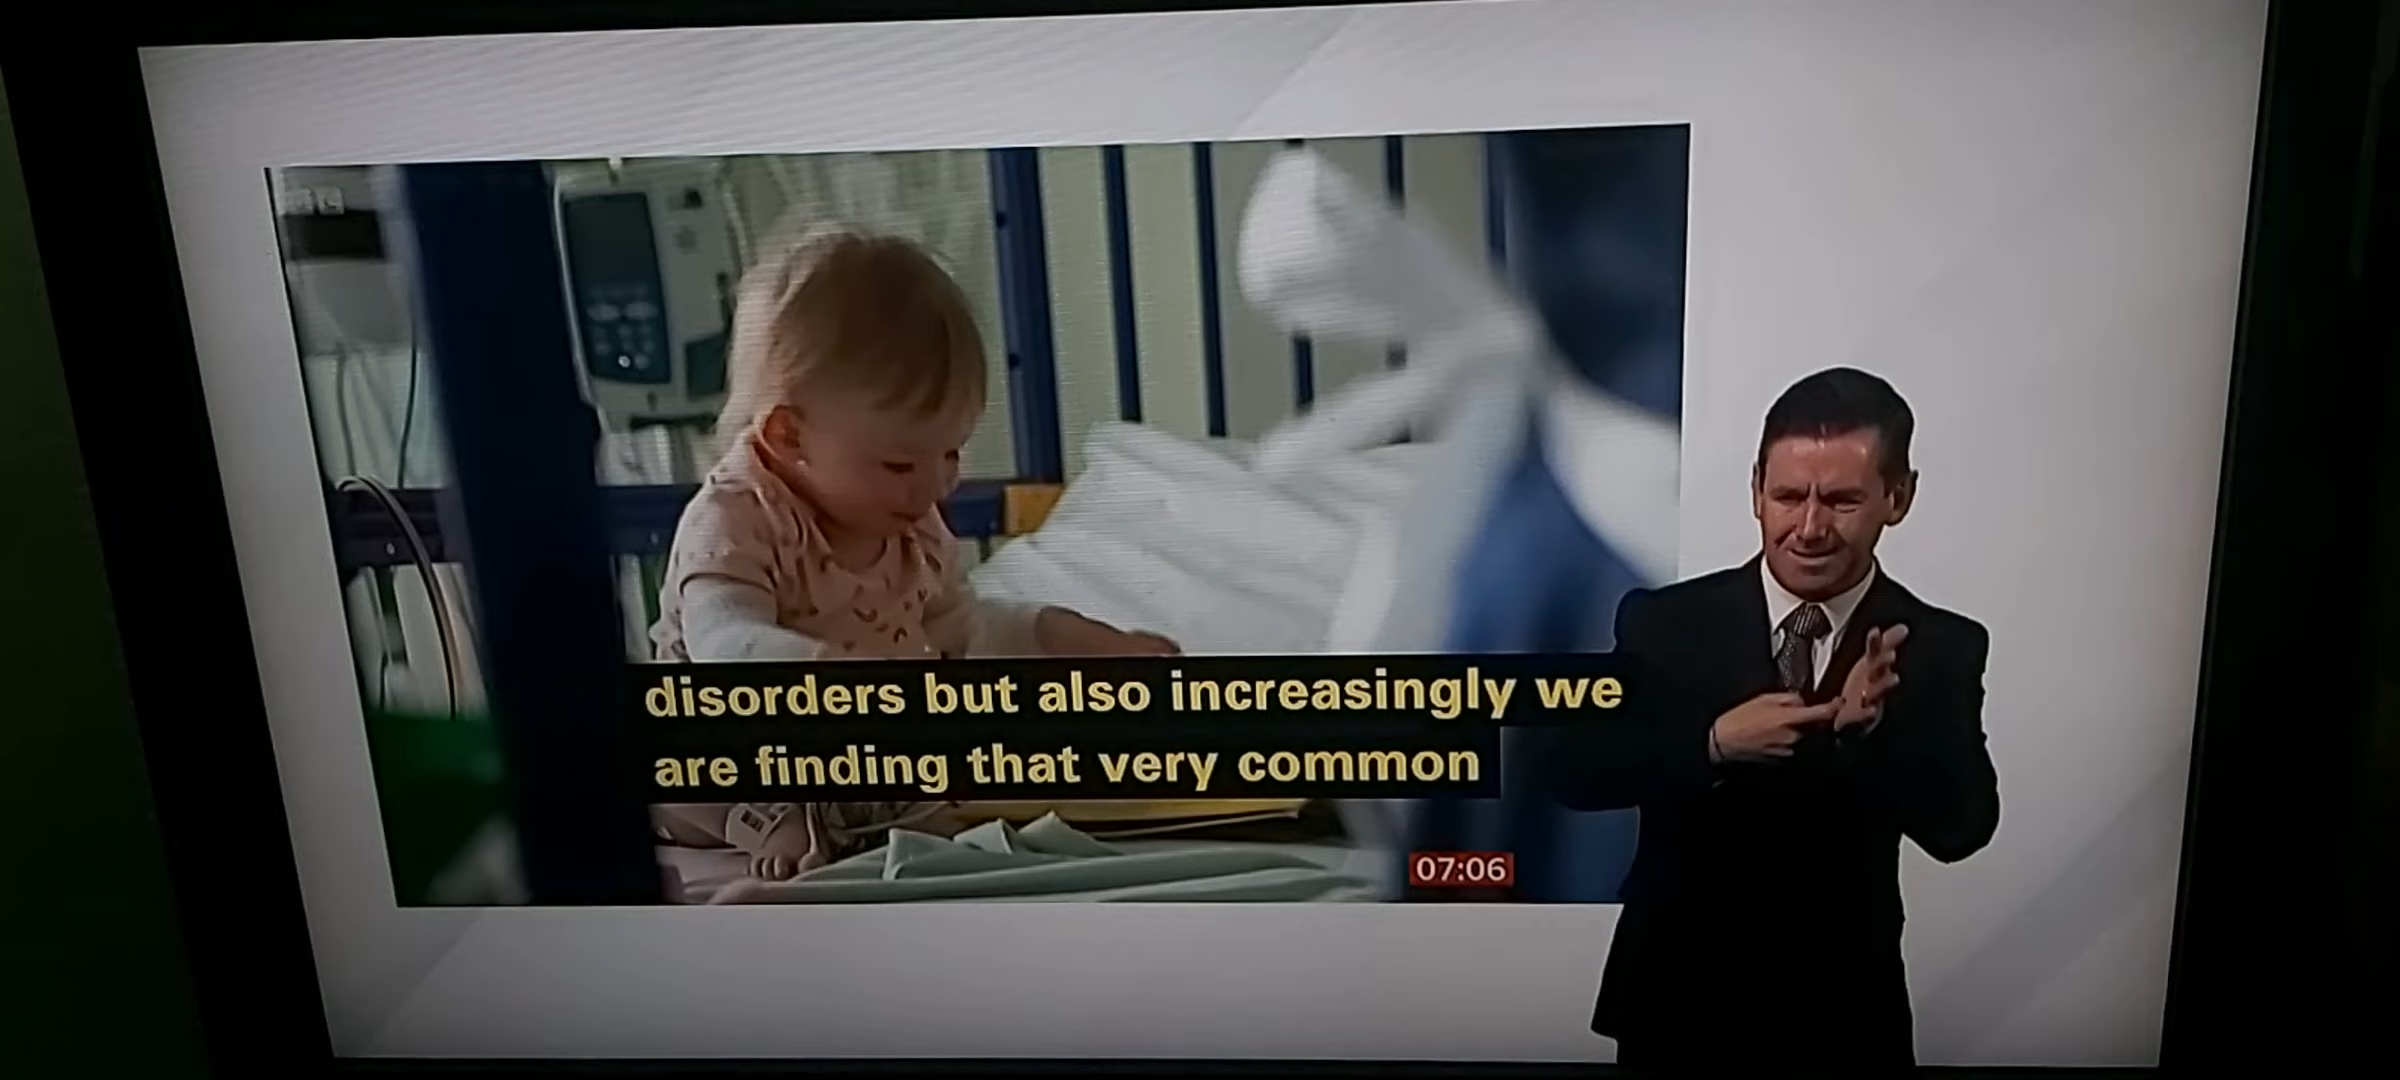 disorders but also increasingly we
are finding that very common
07:06